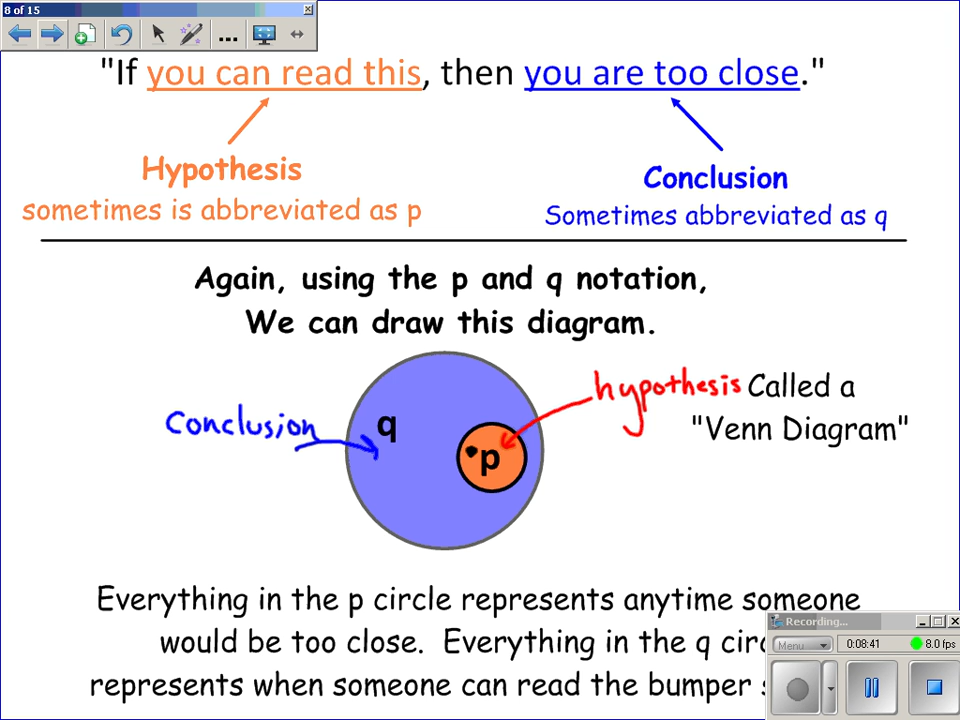 8 of 15
"If you can read this, then you are too close."
Hypothesis
sometimes is abbreviated as p
Conclusion
Sometimes abbreviated as q
Again, using the p and q notation,
We can draw this diagram.
Conclusion
q
p
hypothesis
Called a
"Venn Diagram"
Everything in the p circle represents anytime someone
would be too close. Everything in the q
represents when someone can read the bumper
Recording...
Menu
0:08:41
8.0 fps